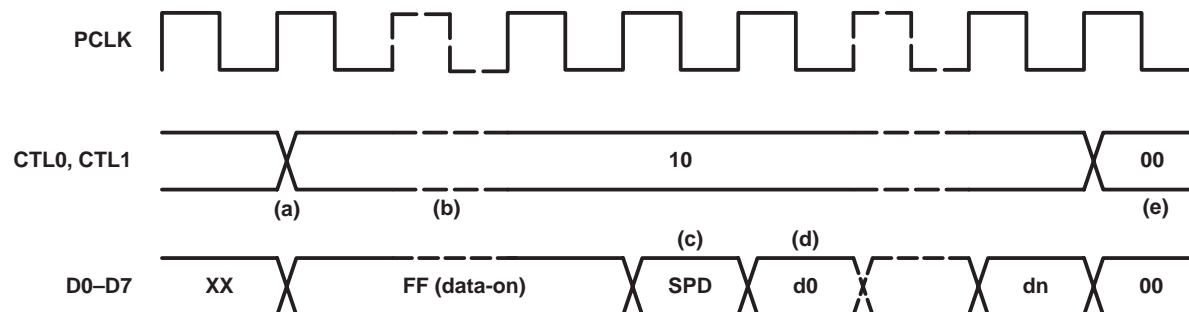 PCLK
CTL0, CTL1
10
00
(a)
(b)
(e)
(c)
(d)
D0–D7
XX
FF (data-on)
SPD
d0
dn
00